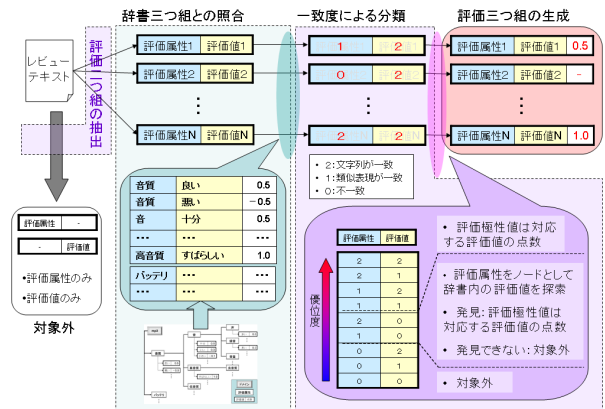 辞書三つ組との照合
一致度による分類
評価三つ組の生成
レビュー
テキスト
評価二つ組の抽出
評価属性1 評価値1
評価属性2 評価値2
⋮
評価属性N 評価値N
1 2
0 2
⋮
2 2
評価属性1 評価値1 0.5
評価属性2 評価値2 -
⋮
評価属性N 評価値N 1.0
• 2:文字列が一致
• 1:類似表現が一致
• 0:不一致
音質 良い 0.5
音質 悪い −0.5
音 十分 0.5
… … …
高音質 すばらしい 1.0
バッテリ … …
… … …
評価属性 -
- 評価値
•評価属性のみ
•評価値のみ
対象外
評価属性 評価値
優位度
2 2
2 1
1 2
1 1
2 0
1 0
0 2
0 1
0 0
• 評価極性値は対応
する評価値の点数
• 評価属性をノードとして
辞書内の評価値を探索
• 発見:評価極性値は
対応する評価値の点数
• 発見できない:対象外
• 対象外